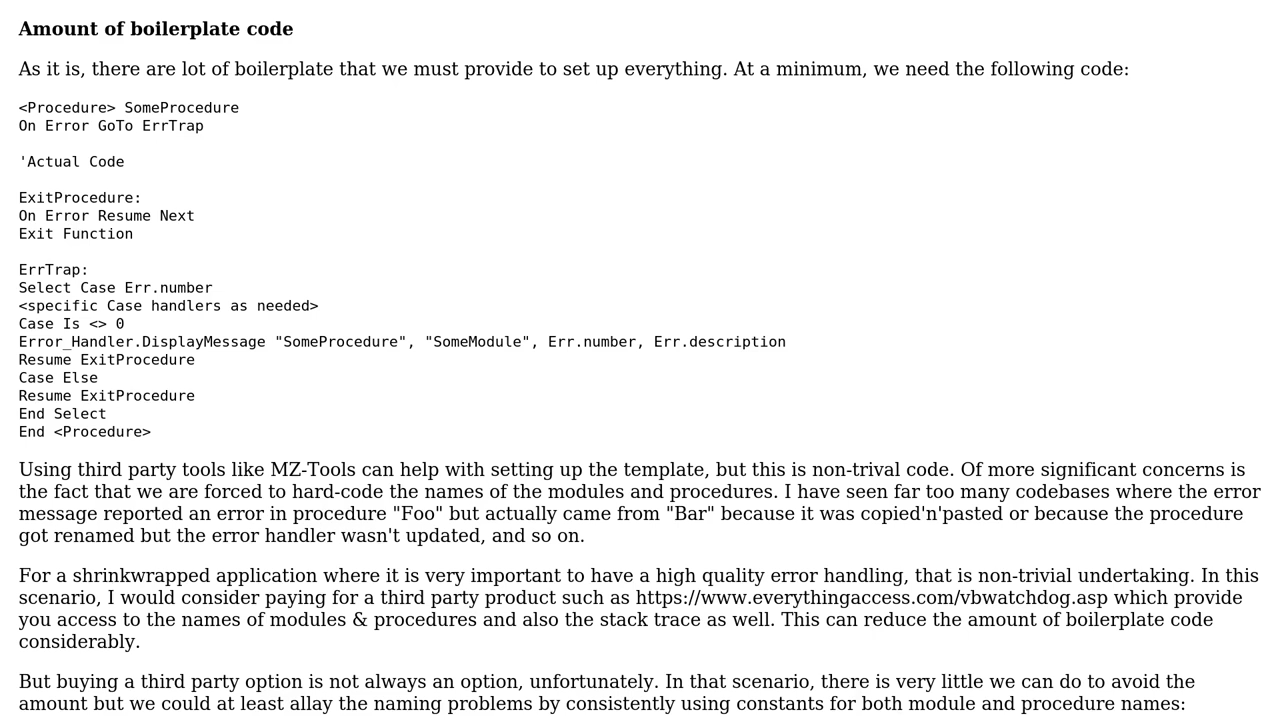 Amount of boilerplate code
As it is, there are lot of boilerplate that we must provide to set up everything. At a minimum, we need the following code:
<Procedure> SomeProcedure
On Error GoTo ErrTrap
'Actual Code
ExitProcedure:
On Error Resume Next
Exit Function
ErrTrap:
Select Case Err.number
<specific Case handlers as needed>
Case Is <> 0
Error_Handler.DisplayMessage "SomeProcedure", "SomeModule", Err.number, Err.description
Resume ExitProcedure
Case Else
Resume ExitProcedure
End Select
End <Procedure>
Using third party tools like MZ-Tools can help with setting up the template, but this is non-trival code. Of more significant concerns is
the fact that we are forced to hard-code the names of the modules and procedures. I have seen far too many codebases where the error
message reported an error in procedure "Foo" but actually came from "Bar" because it was copied'n'pasted or because the procedure
got renamed but the error handler wasn't updated, and so on.
For a shrinkwrapped application where it is very important to have a high quality error handling, that is non-trivial undertaking. In this
scenario, I would consider paying for a third party product such as https://www.everythingaccess.com/vbwatchdog.asp which provide
you access to the names of modules & procedures and also the stack trace as well. This can reduce the amount of boilerplate code
considerably.
But buying a third party option is not always an option, unfortunately. In that scenario, there is very little we can do to avoid the
amount but we could at least allay the naming problems by consistently using constants for both module and procedure names: